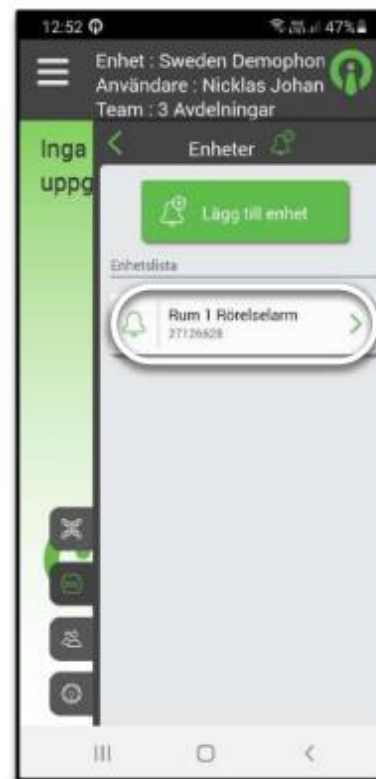 12:52 47%
Enhet : Sweden Demophon
Användare : Nicklas Johan
Team : 3 Avdelningar
Inga
uppg
Enheter
Lägg till enhet
Enhetslista
Rum 1 Rörelselarm
27126628